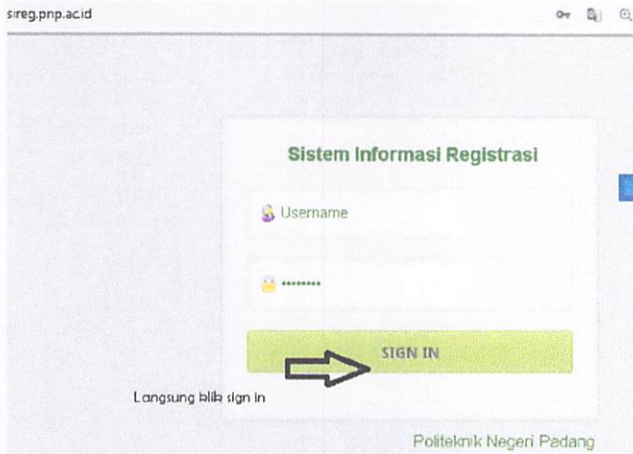 sireg.pnp.ac.id
Sistem Informasi Registrasi
Username
••••••••
SIGN IN
Langsung klik sign in
Politeknik Negeri Padang